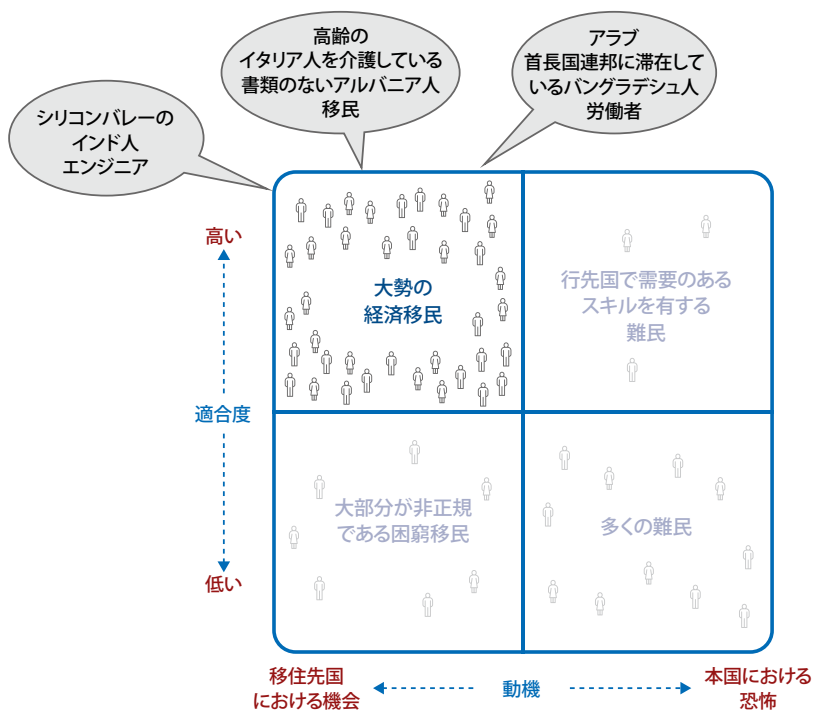 高齢の
イタリア人を介護している
書類のないアルバニア人
移民
アラブ
首長国連邦に滞在して
いるバングラデシュ人
労働者
シリコンバレーの
インド人
エンジニア
高い
適合度
低い
大勢の
経済移民
行先国で需要のある
スキルを有する
難民
大部分が非正規
である困窮移民
多くの難民
移住先国
における機会
動機
本国における
恐怖